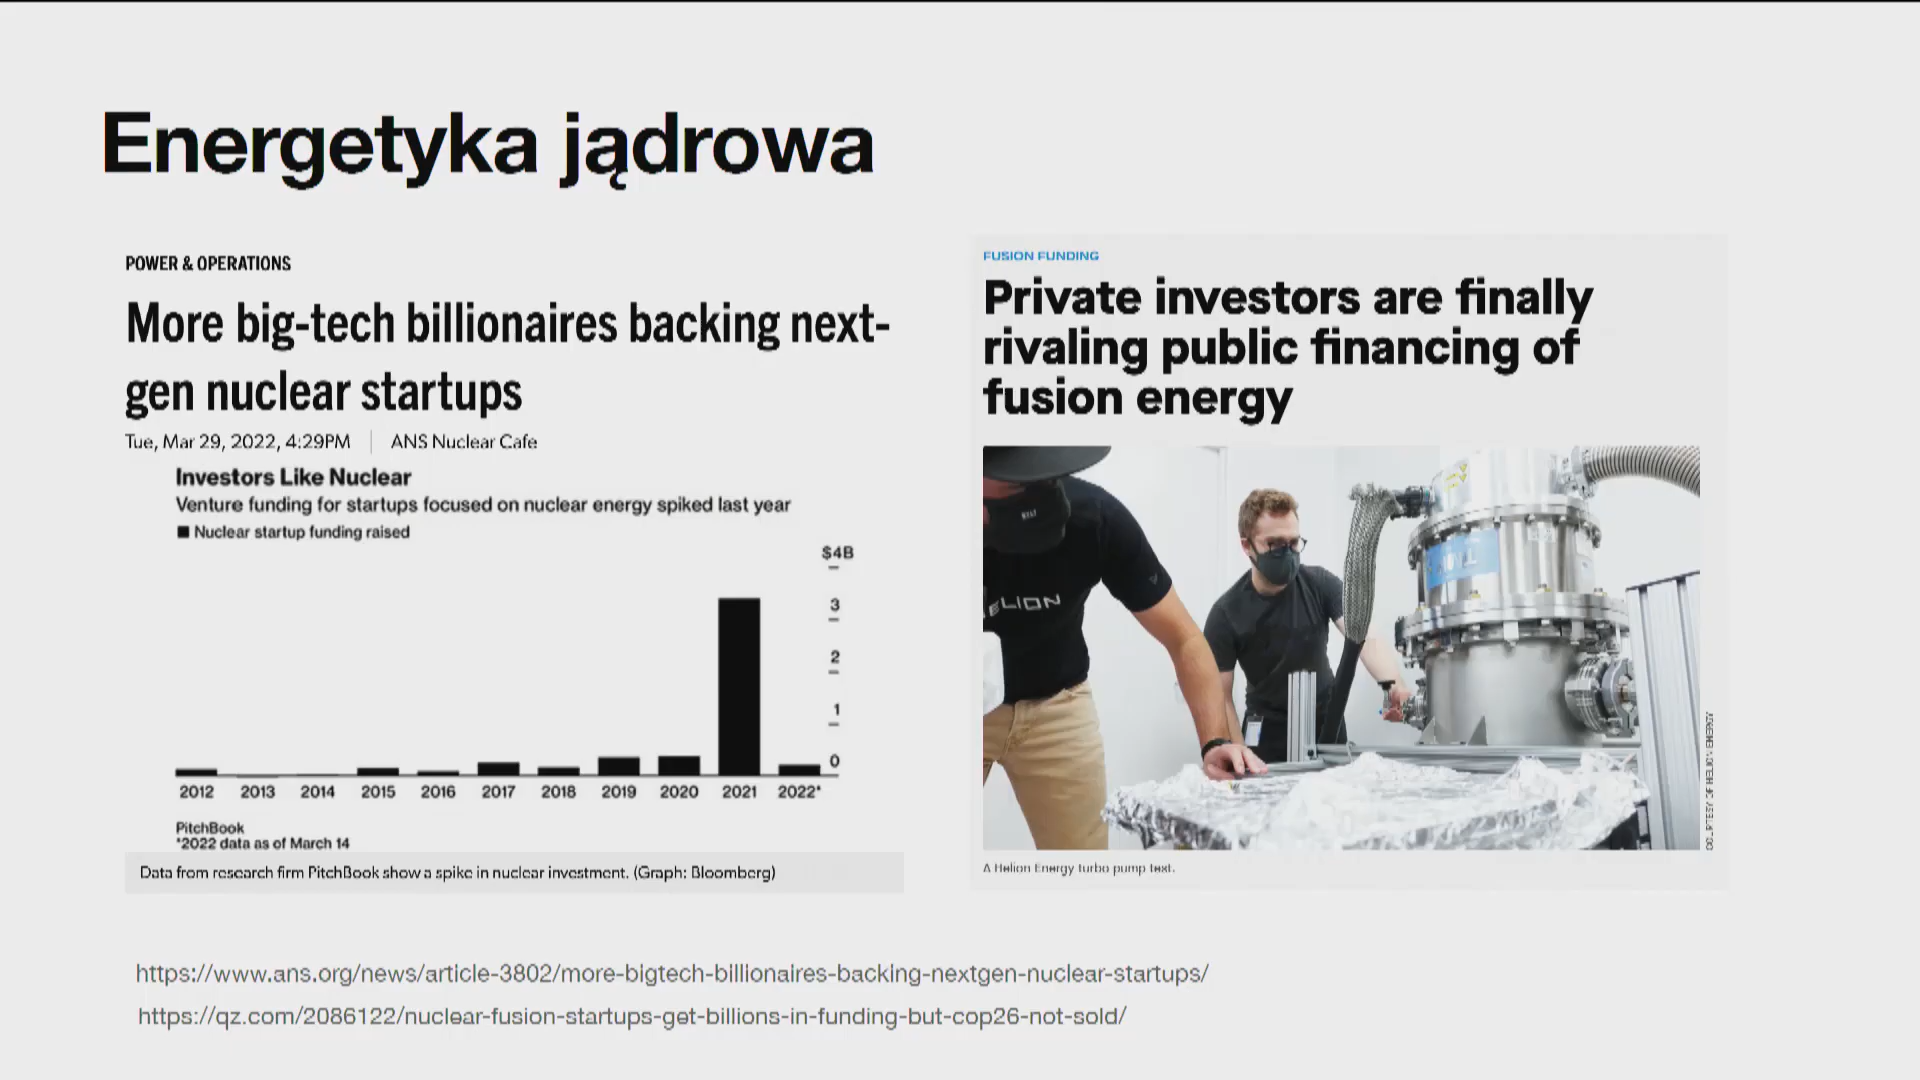 Energetyka jądrowa
POWER & OPERATIONS
More big-tech billionaires backing next-
gen nuclear startups
Tue, Mar 29, 2022, 4:29PM | ANS Nuclear Cafe
Investors Like Nuclear
Venture funding for startups focused on nuclear energy spiked last year
Nuclear startup funding raised
$4B
3
2
1
0
2012 2013 2014 2015 2016 2017 2018 2019 2020 2021 2022*
PitchBook
*2022 data as of March 14
Data from research firm PitchBook show a spike in nuclear investment. (Graph: Bloomberg)
FUSION FUNDING
Private investors are finally
rivaling public financing of
fusion energy
ELION
COURTESY OF HELION ENERGY
A Helion Energy turbo pump test.
https://www.ans.org/news/article-3802/more-bigtech-billionaires-backing-nextgen-nuclear-startups/
https://qz.com/2086122/nuclear-fusion-startups-get-billions-in-funding-but-cop26-not-sold/